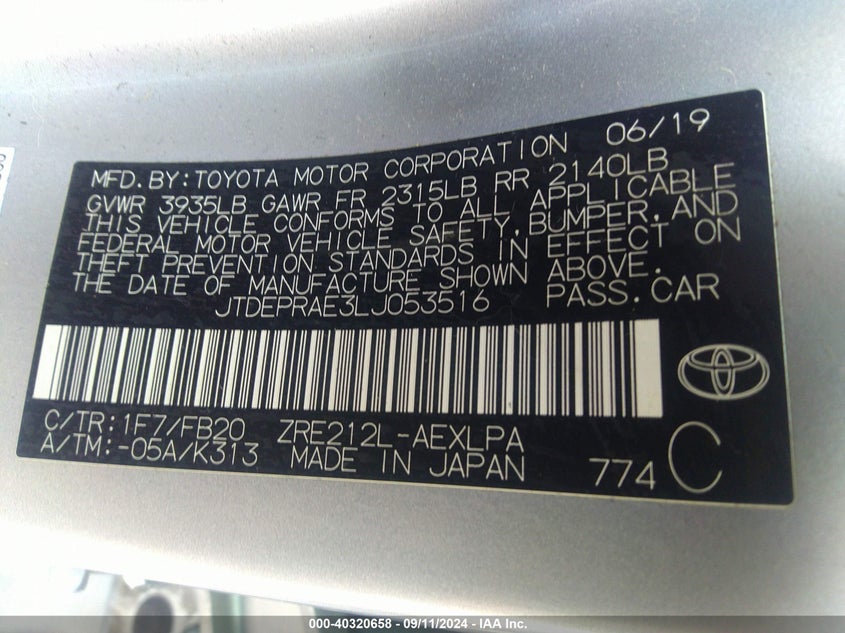 06/19
MFD.BY:TOYOTA MOTOR CORPORATION
GVWR 3935LB GAWR FR 2315LB RR 2140LB
THIS VEHICLE CONFORMS TO ALL APPLICABLE
FEDERAL MOTOR VEHICLE SAFETY,BUMPER,AND
THEFT PREVENTION STANDARDS IN EFFECT ON
THE DATE OF MANUFACTURE SHOWN ABOVE.
JTDEPRAE3LJ053516 PASS.CAR
C/TR:1F7/FB20 ZRE212L-AEXLPA
A/TM:-05A/K313 MADE IN JAPAN 774 C
000-40320658 - 09/11/2024 - IAA Inc.